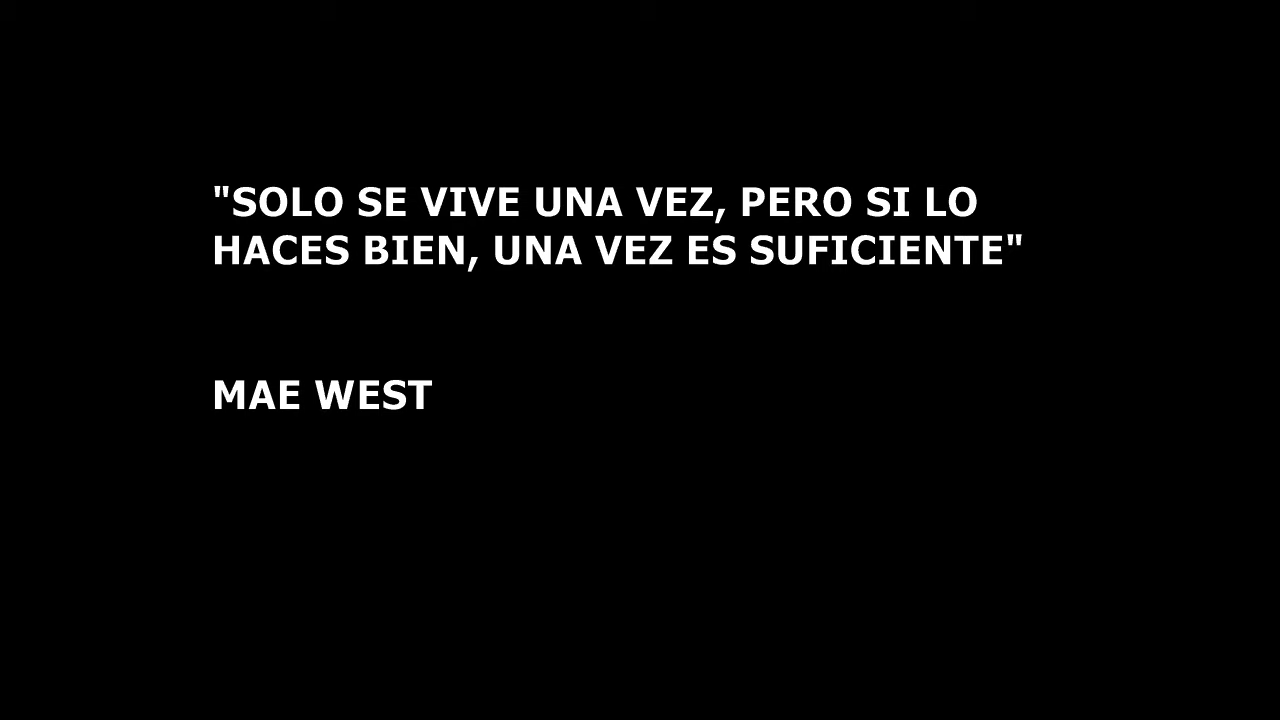 "SOLO SE VIVE UNA VEZ, PERO SI LO
HACES BIEN, UNA VEZ ES SUFICIENTE"
MAE WEST